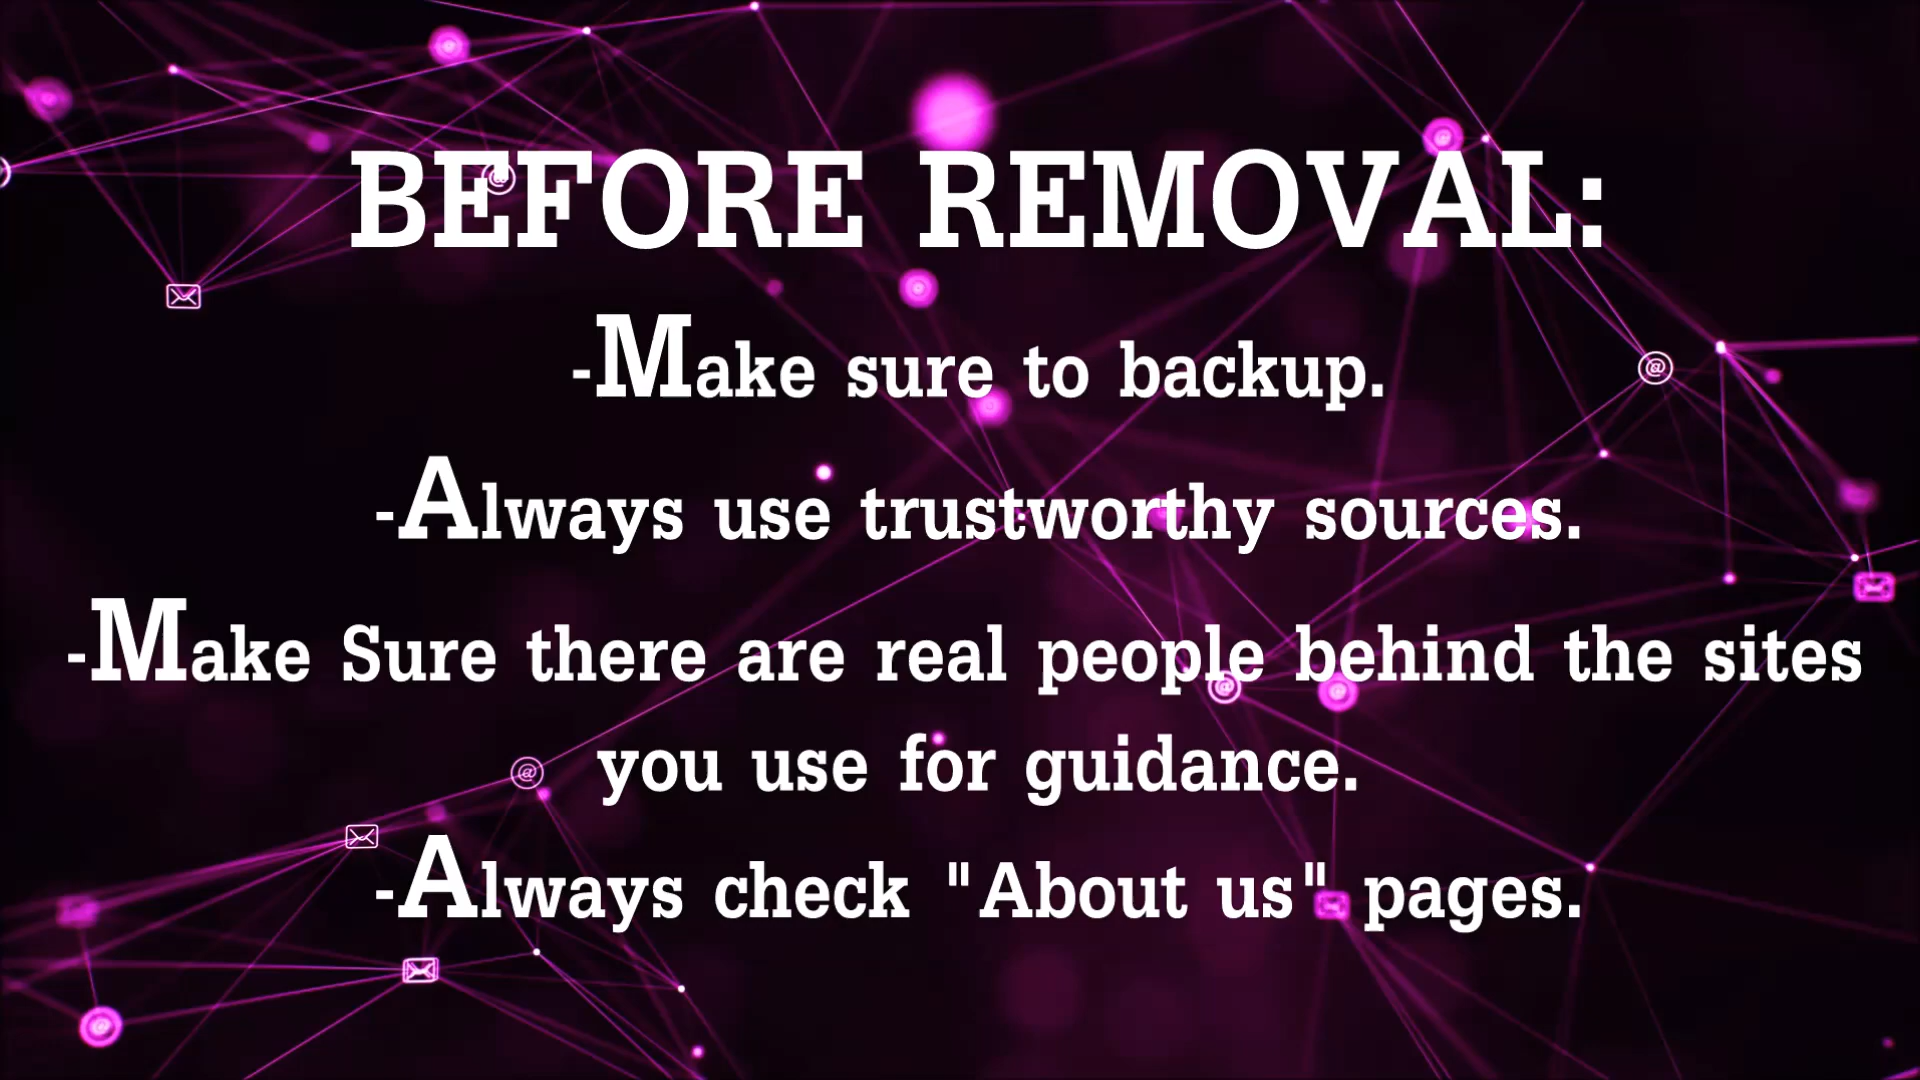 BEFORE REMOVAL:
-Make sure to backup.
-Always use trustworthy sources.
-Make Sure there are real people behind the sites
you use for guidance.
-Always check "About us" pages.